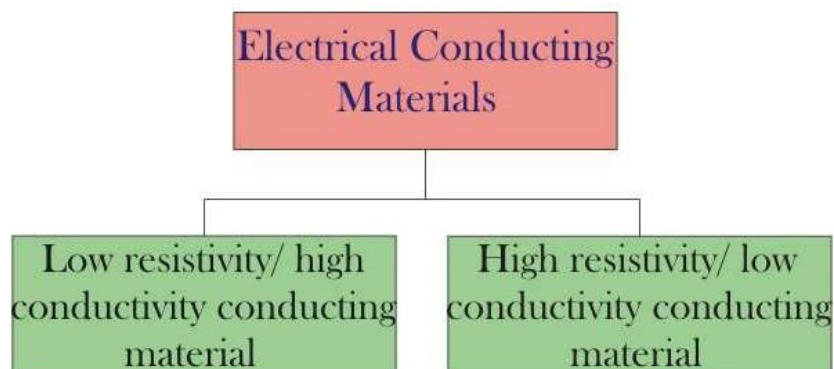 Electrical Conducting
Materials
Low resistivity/ high
conductivity conducting
material
High resistivity/ low
conductivity conducting
material